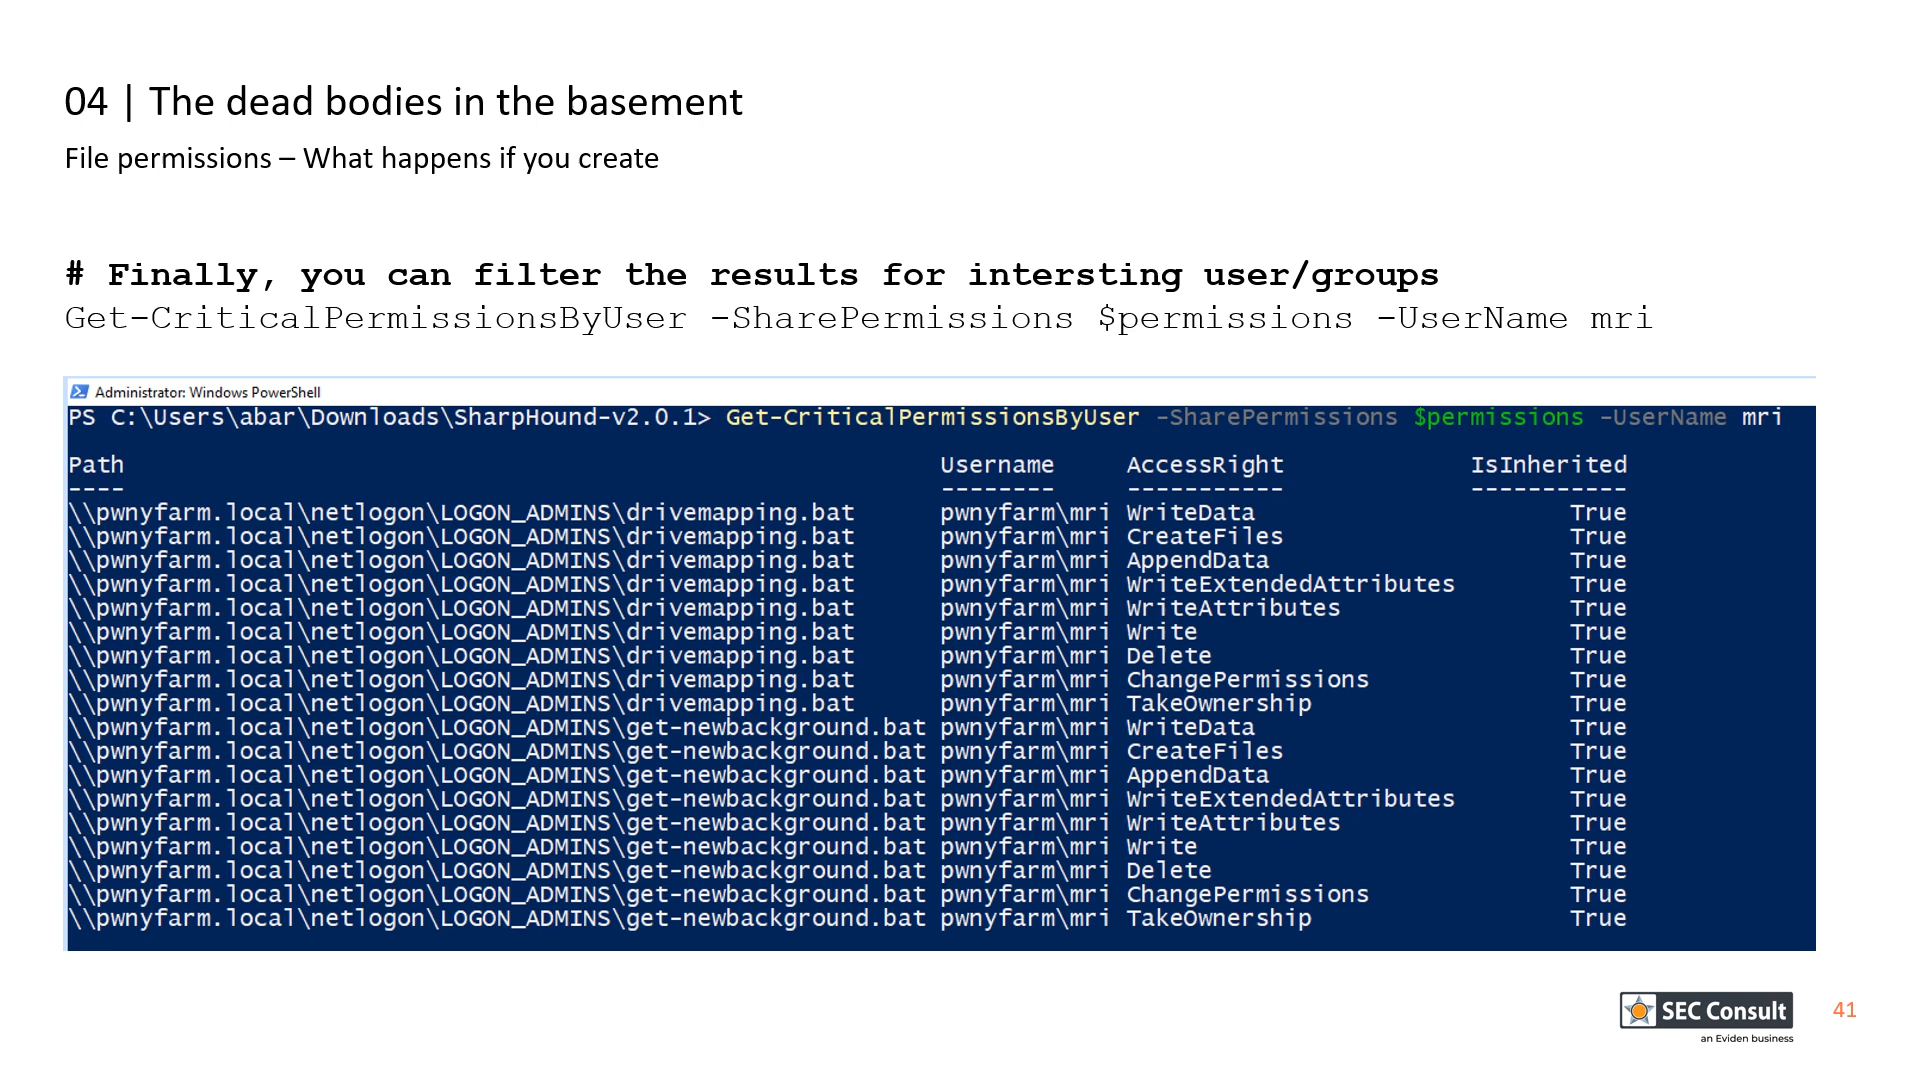 04 | The dead bodies in the basement
File permissions – What happens if you create
# Finally, you can filter the results for intersting user/groups
Get-CriticalPermissionsByUser -SharePermissions $permissions -UserName mri
Administrator: Windows PowerShell
PS C:\Users\abar\Downloads\SharpHound-v2.0.1> Get-CriticalPermissionsByUser -SharePermissions $permissions -UserName mri
Path Username AccessRight IsInherited
---- -------- ----------- -----------
\\pwnyfarm.local\netlogon\LOGON_ADMINS\drivemapping.bat pwnyfarm\mri WriteData True
\\pwnyfarm.local\netlogon\LOGON_ADMINS\drivemapping.bat pwnyfarm\mri CreateFiles True
\\pwnyfarm.local\netlogon\LOGON_ADMINS\drivemapping.bat pwnyfarm\mri AppendData True
\\pwnyfarm.local\netlogon\LOGON_ADMINS\drivemapping.bat pwnyfarm\mri WriteExtendedAttributes True
\\pwnyfarm.local\netlogon\LOGON_ADMINS\drivemapping.bat pwnyfarm\mri WriteAttributes True
\\pwnyfarm.local\netlogon\LOGON_ADMINS\drivemapping.bat pwnyfarm\mri Write True
\\pwnyfarm.local\netlogon\LOGON_ADMINS\drivemapping.bat pwnyfarm\mri Delete True
\\pwnyfarm.local\netlogon\LOGON_ADMINS\drivemapping.bat pwnyfarm\mri ChangePermissions True
\\pwnyfarm.local\netlogon\LOGON_ADMINS\drivemapping.bat pwnyfarm\mri TakeOwnership True
\\pwnyfarm.local\netlogon\LOGON_ADMINS\get-newbackground.bat pwnyfarm\mri WriteData True
\\pwnyfarm.local\netlogon\LOGON_ADMINS\get-newbackground.bat pwnyfarm\mri CreateFiles True
\\pwnyfarm.local\netlogon\LOGON_ADMINS\get-newbackground.bat pwnyfarm\mri AppendData True
\\pwnyfarm.local\netlogon\LOGON_ADMINS\get-newbackground.bat pwnyfarm\mri WriteExtendedAttributes True
\\pwnyfarm.local\netlogon\LOGON_ADMINS\get-newbackground.bat pwnyfarm\mri WriteAttributes True
\\pwnyfarm.local\netlogon\LOGON_ADMINS\get-newbackground.bat pwnyfarm\mri Write True
\\pwnyfarm.local\netlogon\LOGON_ADMINS\get-newbackground.bat pwnyfarm\mri Delete True
\\pwnyfarm.local\netlogon\LOGON_ADMINS\get-newbackground.bat pwnyfarm\mri ChangePermissions True
\\pwnyfarm.local\netlogon\LOGON_ADMINS\get-newbackground.bat pwnyfarm\mri TakeOwnership True
SEC Consult
an Eviden business
41